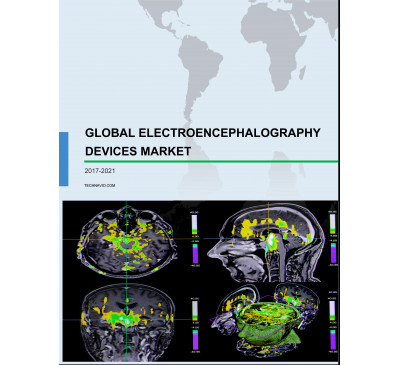 GLOBAL ELECTROENCEPHALOGRAPHY
DEVICES MARKET
2017-2021
TECHNAVIO.COM